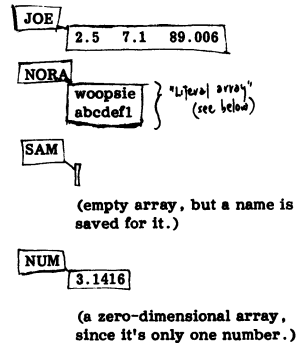 JOE
2.5 7.1 89.006
NORA
woopsie
abcdef1
"Literal array"
(see below)
SAM
(empty array, but a name is
saved for it.)
NUM
3.1416
(a zero-dimensional array,
since it's only one number.)